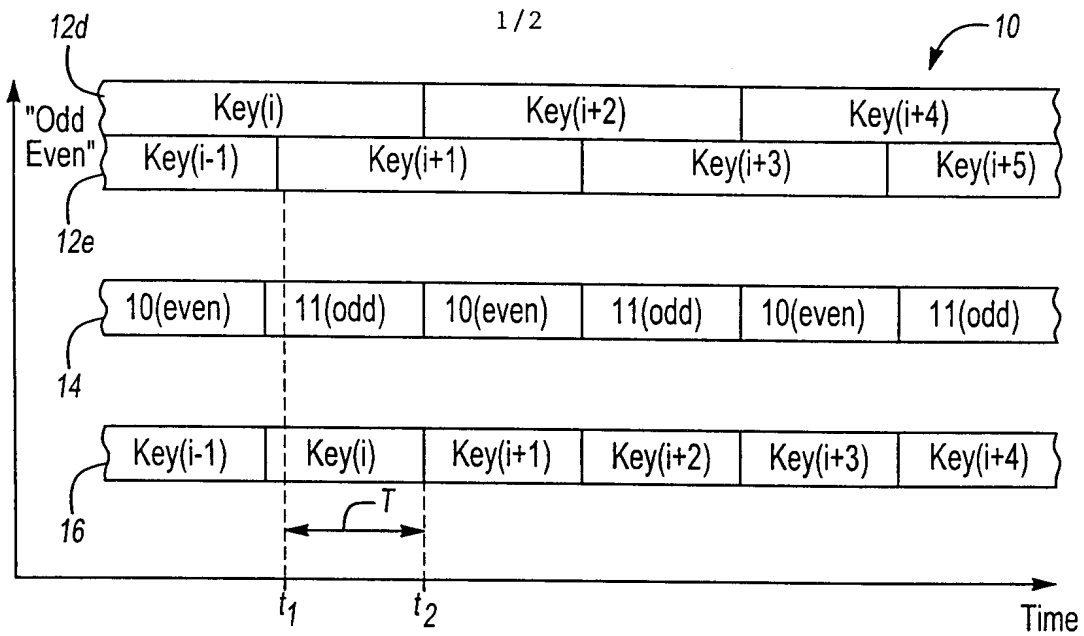 1/2
12d
10
"Odd
Even"
Key(i) Key(i+2) Key(i+4)
Key(i-1) Key(i+1) Key(i+3) Key(i+5)
12e
10(even) 11(odd) 10(even) 11(odd) 10(even) 11(odd)
14
Key(i-1) Key(i) Key(i+1) Key(i+2) Key(i+3) Key(i+4)
16
T
t1 t2
Time